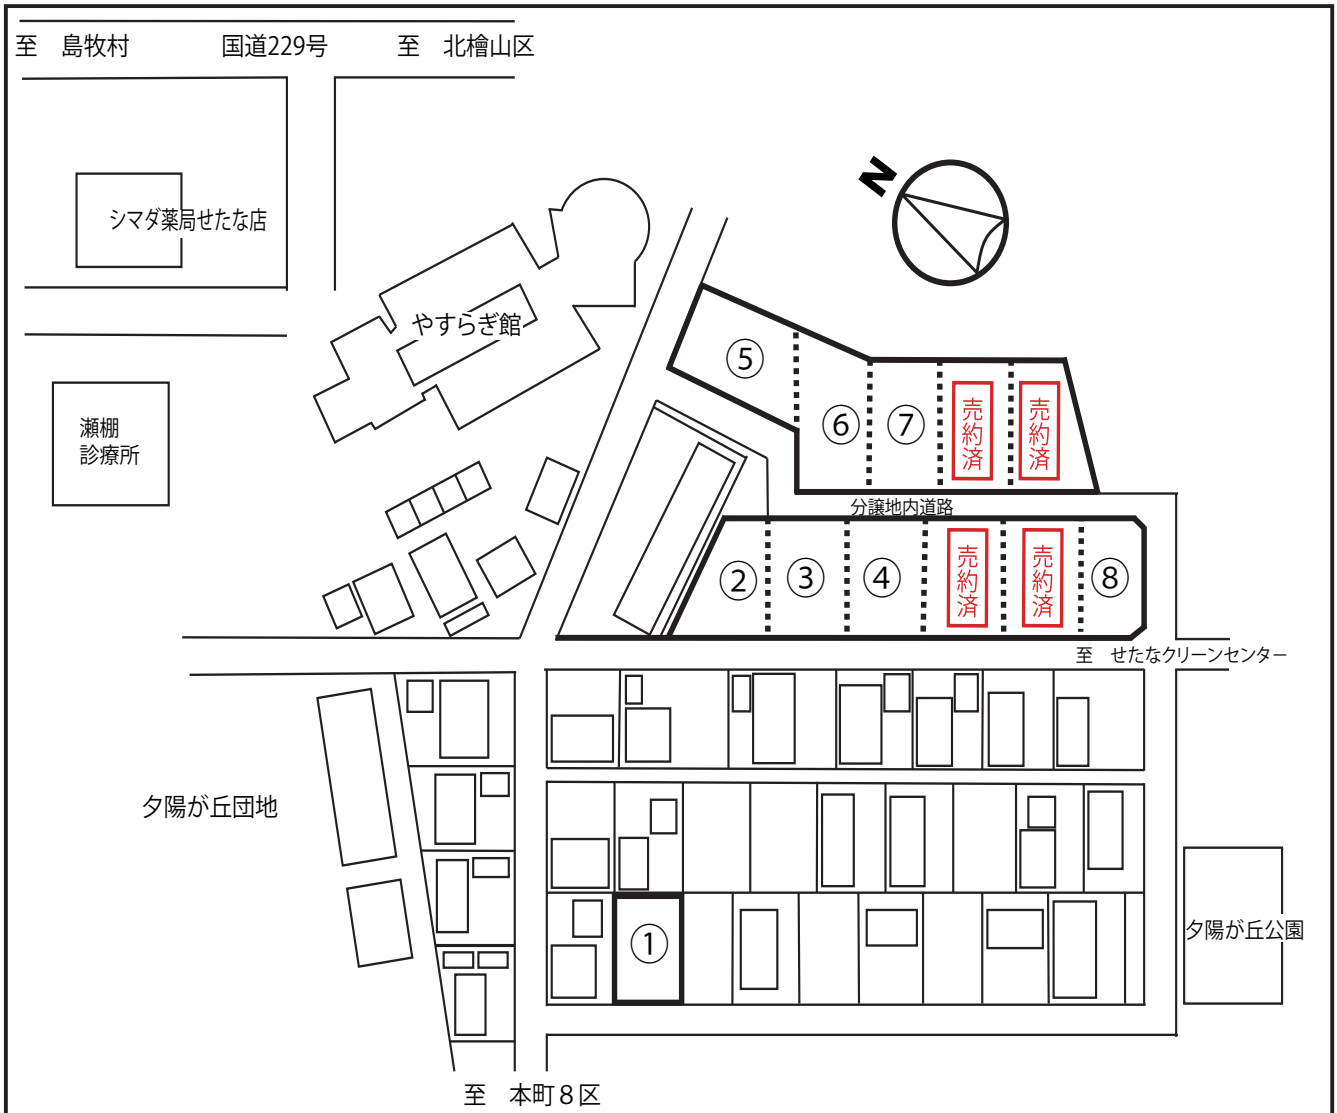 至　島牧村　国道229号　至　北檜山区
N
シマダ薬局せたな店
やすらぎ館
⑤
瀬棚
診療所
⑥
⑦
売約済
売約済
分譲地内道路
②
③
④
売約済
売約済
⑧
至　せたなクリーンセンター
夕陽が丘団地
①
夕陽が丘公園
至　本町８区